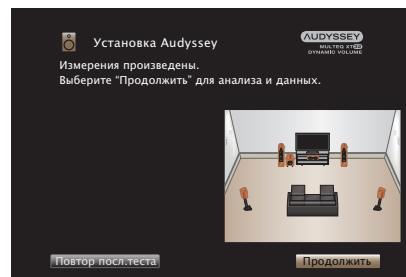 Установка Audyssey
AUDYSSEY
MULTEQ XT32
DYNAMIC VOLUME
Измерения произведены.
Выберите “Продолжить” для анализа и данных.
Повтор посл.теста
Продолжить